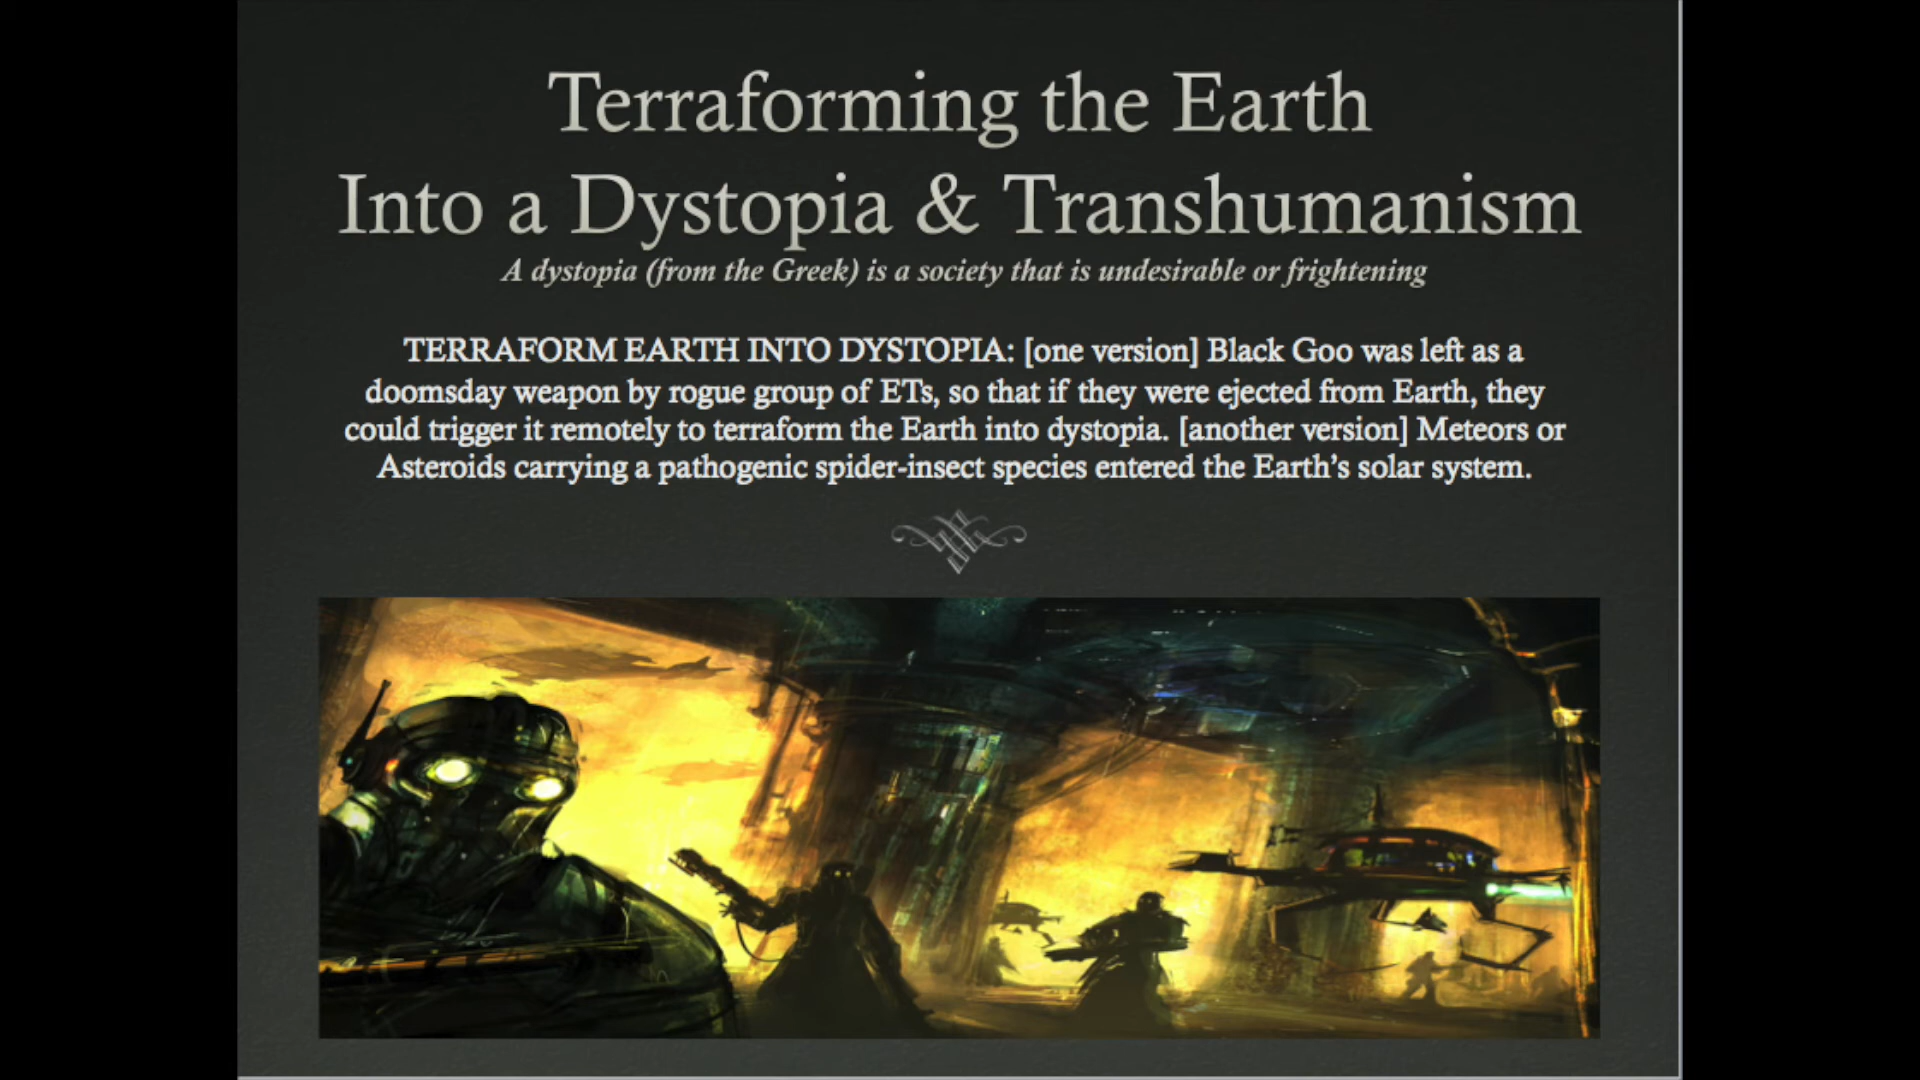 Terraforming the Earth
Into a Dystopia & Transhumanism
A dystopia (from the Greek) is a society that is undesirable or frightening
TERRAFORM EARTH INTO DYSTOPIA: [one version] Black Goo was left as a
doomsday weapon by rogue group of ETs, so that if they were ejected from Earth, they
could trigger it remotely to terraform the Earth into dystopia. [another version] Meteors or
Asteroids carrying a pathogenic spider-insect species entered the Earth’s solar system.